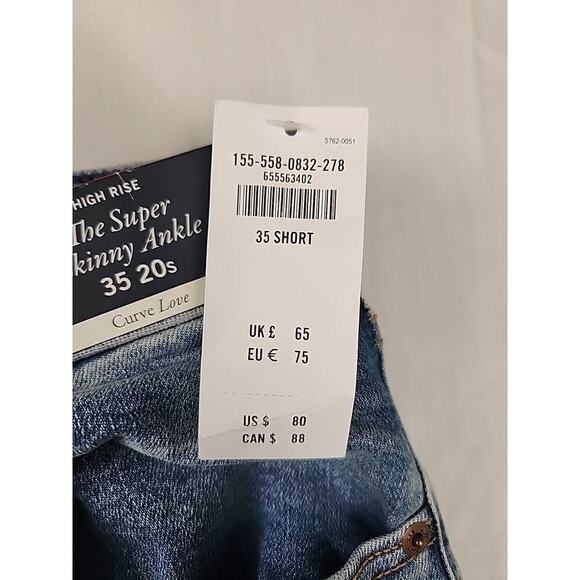 S762-0051
155-558-0832-278
655563402
35 SHORT
UK £ 65
EU € 75
US $ 80
CAN $ 88
HIGH RISE
The Super
Skinny Ankle
35 20s
Curve Love